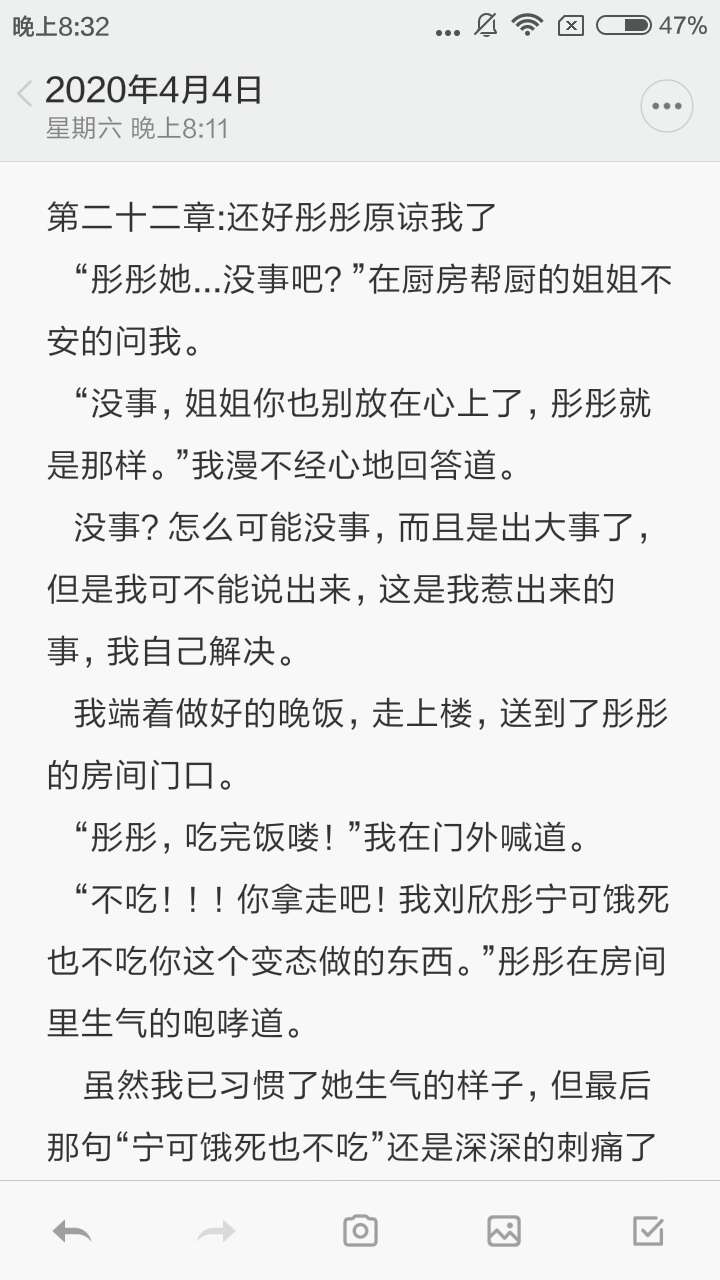 晚上8:32
47%
2020年4月4日
星期六 晚上8:11
第二十二章:还好彤彤原谅我了
“彤彤她...没事吧？”在厨房帮厨的姐姐不
安的问我。
“没事，姐姐你也别放在心上了，彤彤就
是那样。”我漫不经心地回答道。
没事？怎么可能没事，而且是出大事了，
但是我可不能说出来，这是我惹出来的
事，我自己解决。
我端着做好的晚饭，走上楼，送到了彤彤
的房间门口。
“彤彤，吃完饭喽！”我在门外喊道。
“不吃！！！你拿走吧！我刘欣彤宁可饿死
也不吃你这个变态做的东西。”彤彤在房间
里生气的咆哮道。
虽然我已习惯了她生气的样子，但最后
那句“宁可饿死也不吃”还是深深的刺痛了